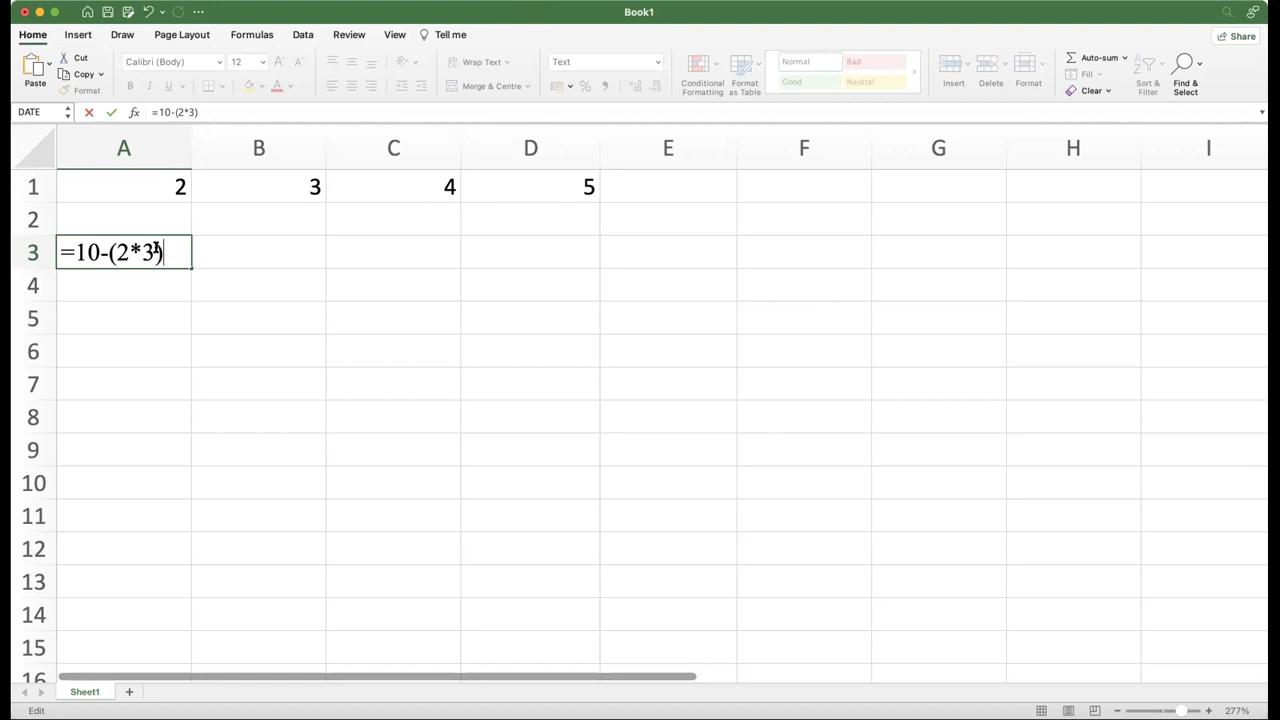 Book1
Home Insert Draw Page Layout Formulas Data Review View Tell me Share
Paste Cut Copy Format
Calibri (Body) 12 A A
B I U A
Wrap Text
Merge & Centre
Text
%
Conditional Formatting
Format as Table
Normal Bad
Good Neutral
Insert Delete Format
Auto-sum
Fill
Clear
Sort & Filter
Find & Select
DATE fx =10-(2*3)
A B C D E F G H I
1 2 3 4 5
2
3 =10-(2*3)
4
5
6
7
8
9
10
11
12
13
14
15
16
Sheet1 +
Edit 277%